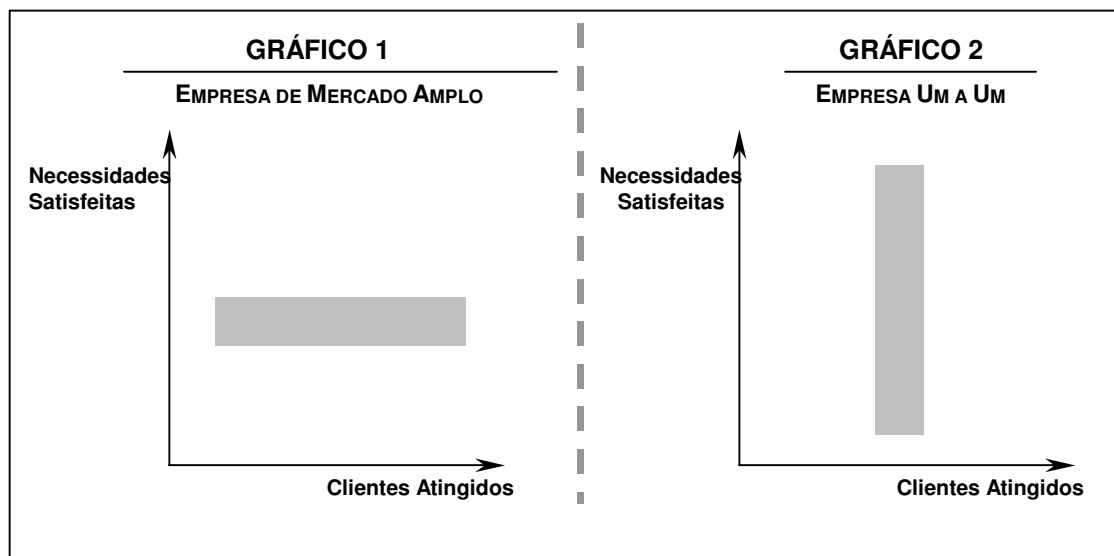 GRÁFICO 1
EMPRESA DE MERCADO AMPLO
Necessidades
Satisfeitas
Clientes Atingidos
GRÁFICO 2
EMPRESA UM A UM
Necessidades
Satisfeitas
Clientes Atingidos